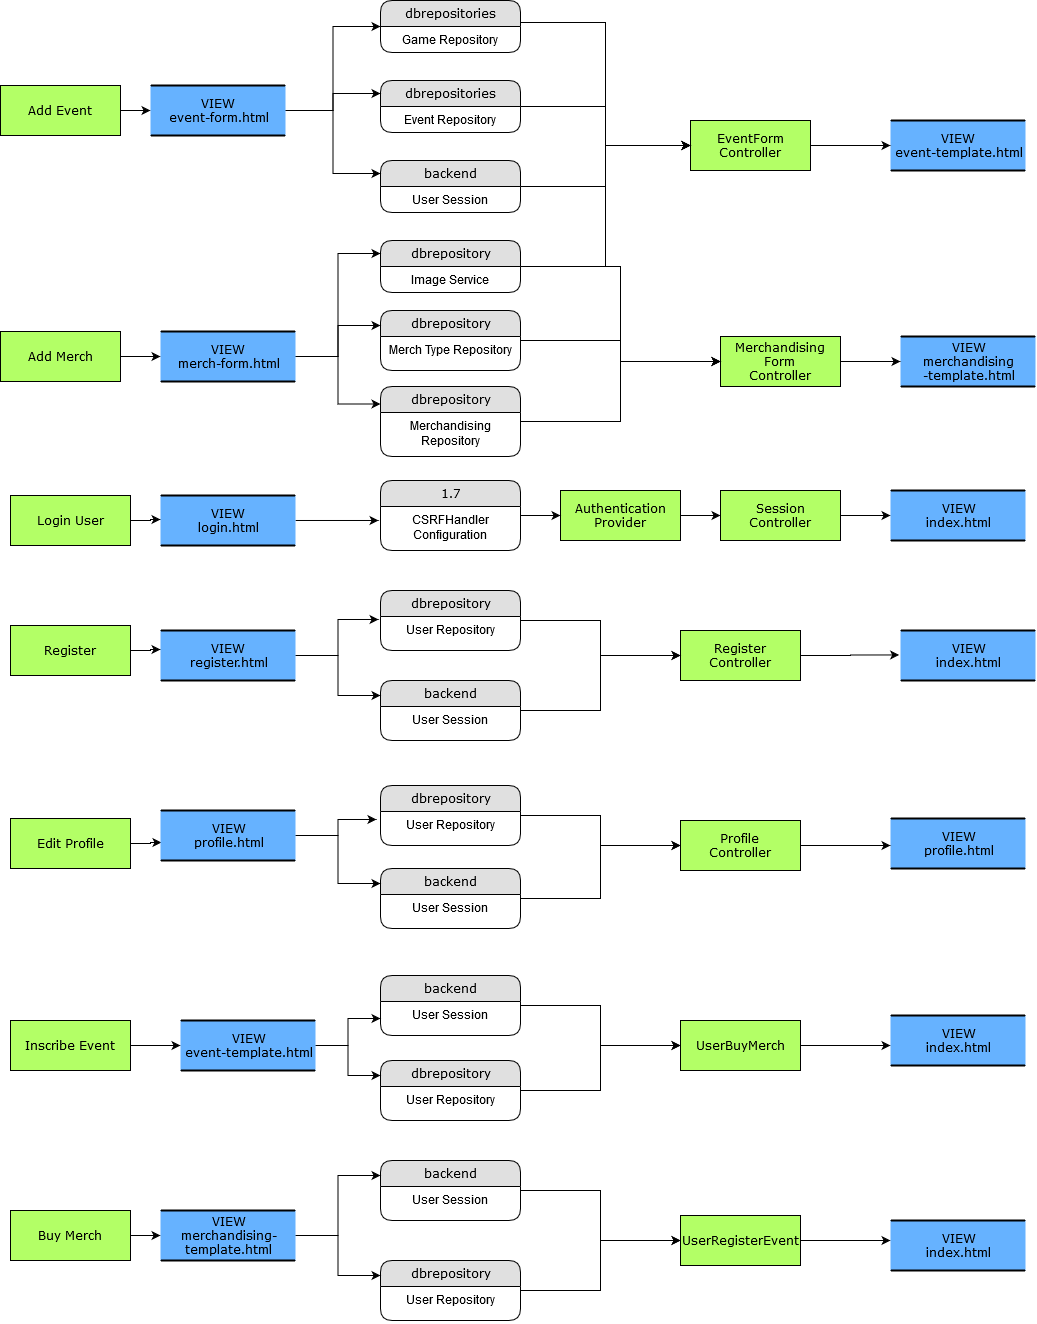 dbrepositories
Game Repository
Add Event
VIEW
event-form.html
dbrepositories
Event Repository
EventForm
Controller
VIEW
event-template.html
backend
User Session
dbrepository
Image Service
Add Merch
VIEW
merch-form.html
dbrepository
Merch Type Repository
Merchandising
Form
Controller
VIEW
merchandising
-template.html
dbrepository
Merchandising
Repository
Login User
VIEW
login.html
1.7
CSRFHandler
Configuration
Authentication
Provider
Session
Controller
VIEW
index.html
Register
VIEW
register.html
dbrepository
User Repository
backend
User Session
Register
Controller
VIEW
index.html
Edit Profile
VIEW
profile.html
dbrepository
User Repository
backend
User Session
Profile
Controller
VIEW
profile.html
Inscribe Event
VIEW
event-template.html
backend
User Session
dbrepository
User Repository
UserBuyMerch
VIEW
index.html
Buy Merch
VIEW
merchandising-
template.html
backend
User Session
dbrepository
User Repository
UserRegisterEvent
VIEW
index.html